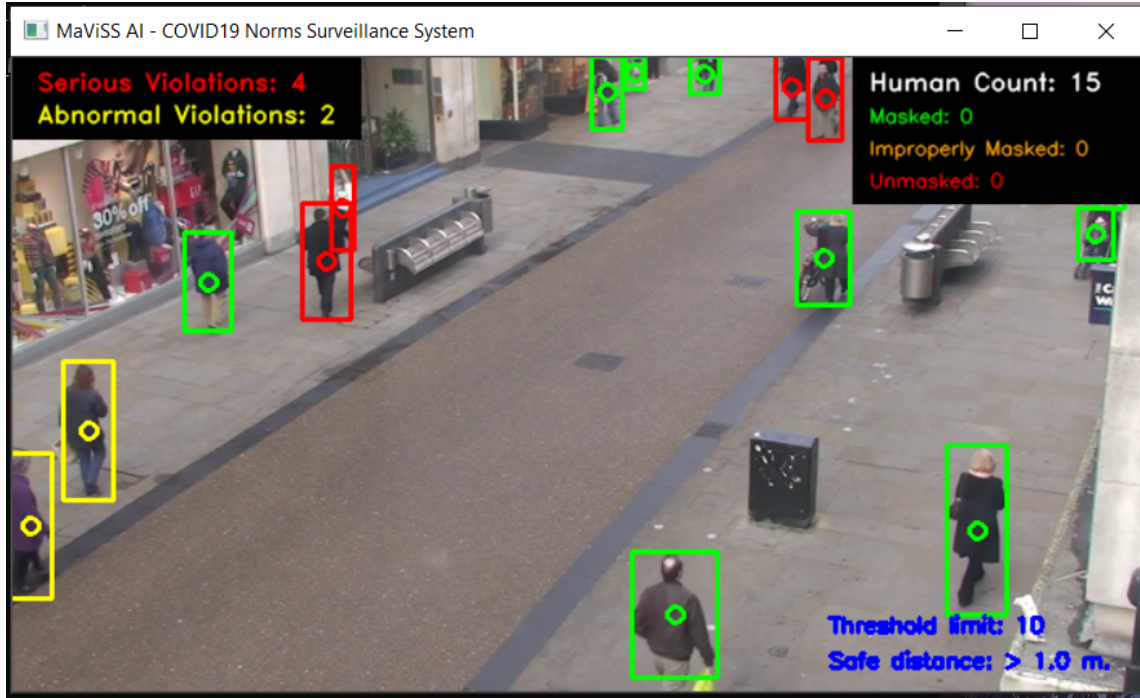 MaViSS AI - COVID19 Norms Surveillance System
Serious Violations: 4
Abnormal Violations: 2
Human Count: 15
Masked: 0
Improperly Masked: 0
Unmasked: 0
30% off
Threshold limit: 10
Safe distance: > 1.0 m.